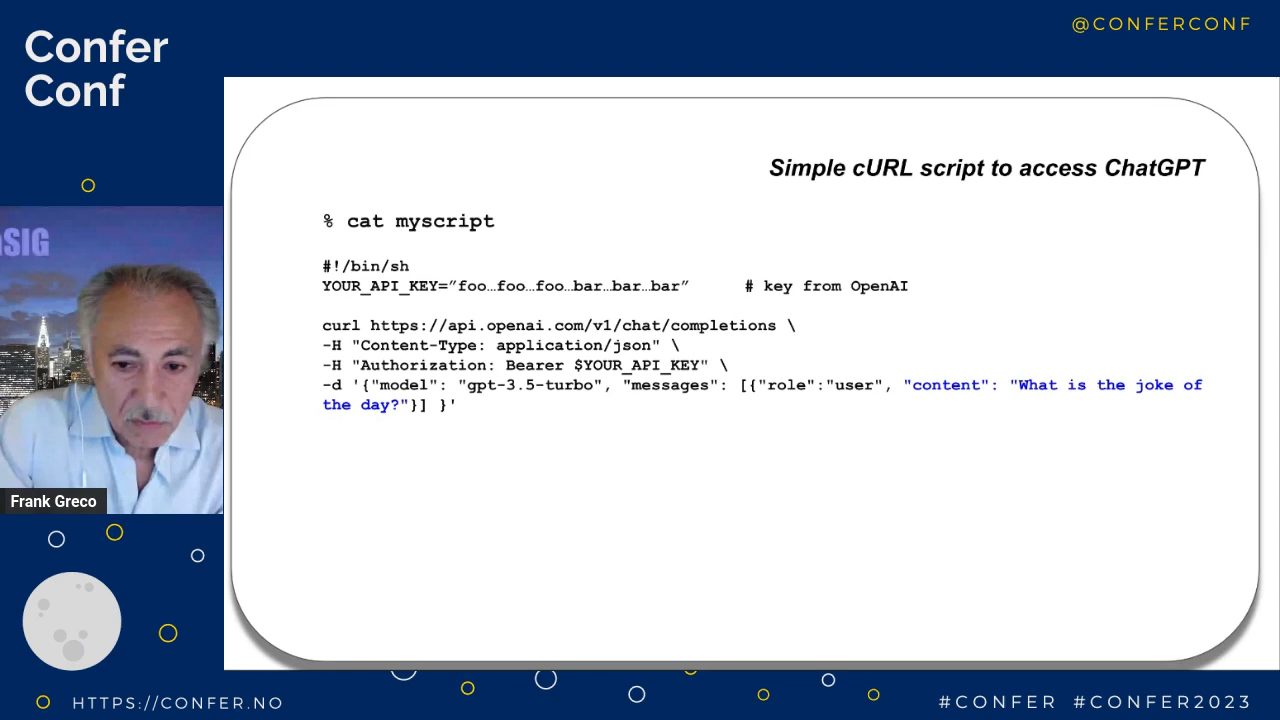 Confer
Conf
@CONFERCONF
Simple cURL script to access ChatGPT
% cat myscript
#!/bin/sh
YOUR_API_KEY=”foo…foo…foo…bar…bar…bar” # key from OpenAI
curl https://api.openai.com/v1/chat/completions \
-H "Content-Type: application/json" \
-H "Authorization: Bearer $YOUR_API_KEY" \
-d '{"model": "gpt-3.5-turbo", "messages": [{"role":"user", "content": "What is the joke of
the day?"}] }'
Frank Greco
HTTPS://CONFER.NO
#CONFER #CONFER2023